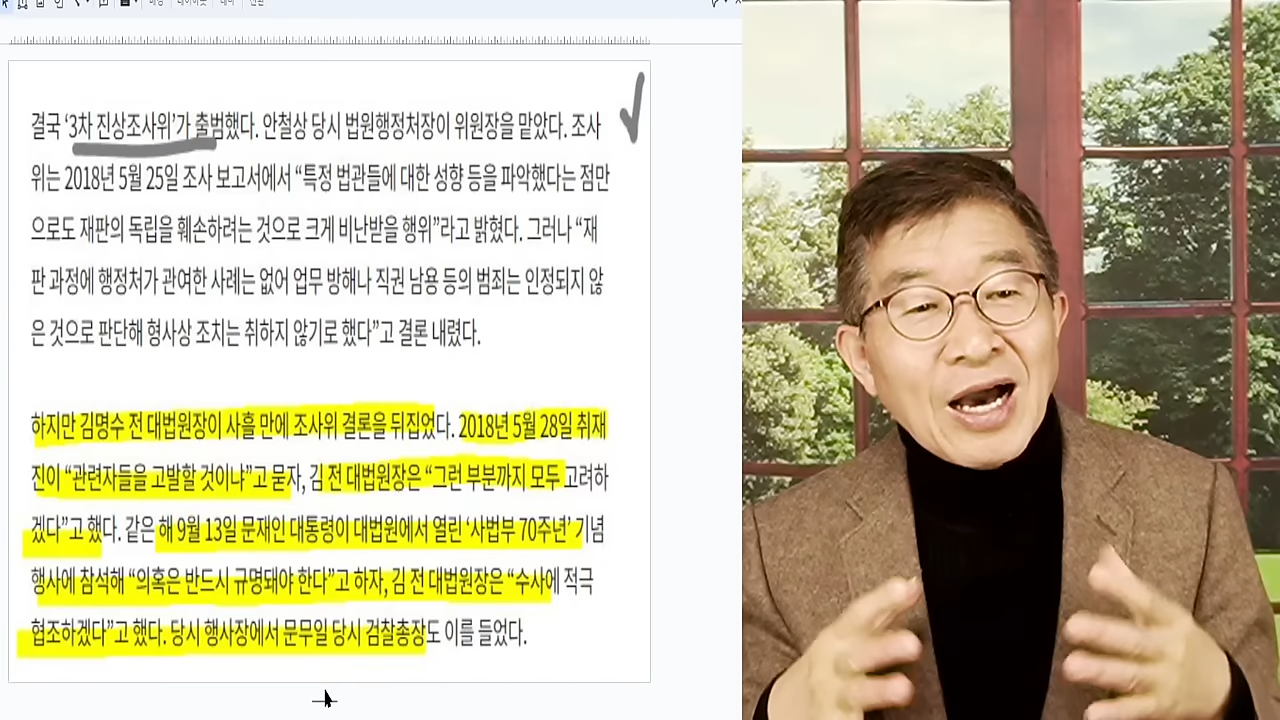 결국 ‘3차 진상조사위’가 출범했다. 안철상 당시 법원행정처장이 위원장을 맡았다. 조사
위는 2018년 5월 25일 조사 보고서에서 “특정 법관들에 대한 성향 등을 파악했다는 점만
으로도 재판의 독립을 훼손하려는 것으로 크게 비난받을 행위”라고 밝혔다. 그러나 “재
판 과정에 행정처가 관여한 사례는 없어 업무 방해나 직권 남용 등의 범죄는 인정되지 않
은 것으로 판단해 형사상 조치는 취하지 않기로 했다”고 결론 내렸다.
하지만 김명수 전 대법원장이 사흘 만에 조사위 결론을 뒤집었다. 2018년 5월 28일 취재
진이 “관련자들을 고발할 것이냐”고 묻자, 김 전 대법원장은 “그런 부분까지 모두 고려하
겠다”고 했다. 같은 해 9월 13일 문재인 대통령이 대법원에서 열린 ‘사법부 70주년’ 기념
행사에 참석해 “의혹은 반드시 규명돼야 한다”고 하자, 김 전 대법원장은 “수사에 적극
협조하겠다”고 했다. 당시 행사장에서 문무일 당시 검찰총장도 이를 들었다.